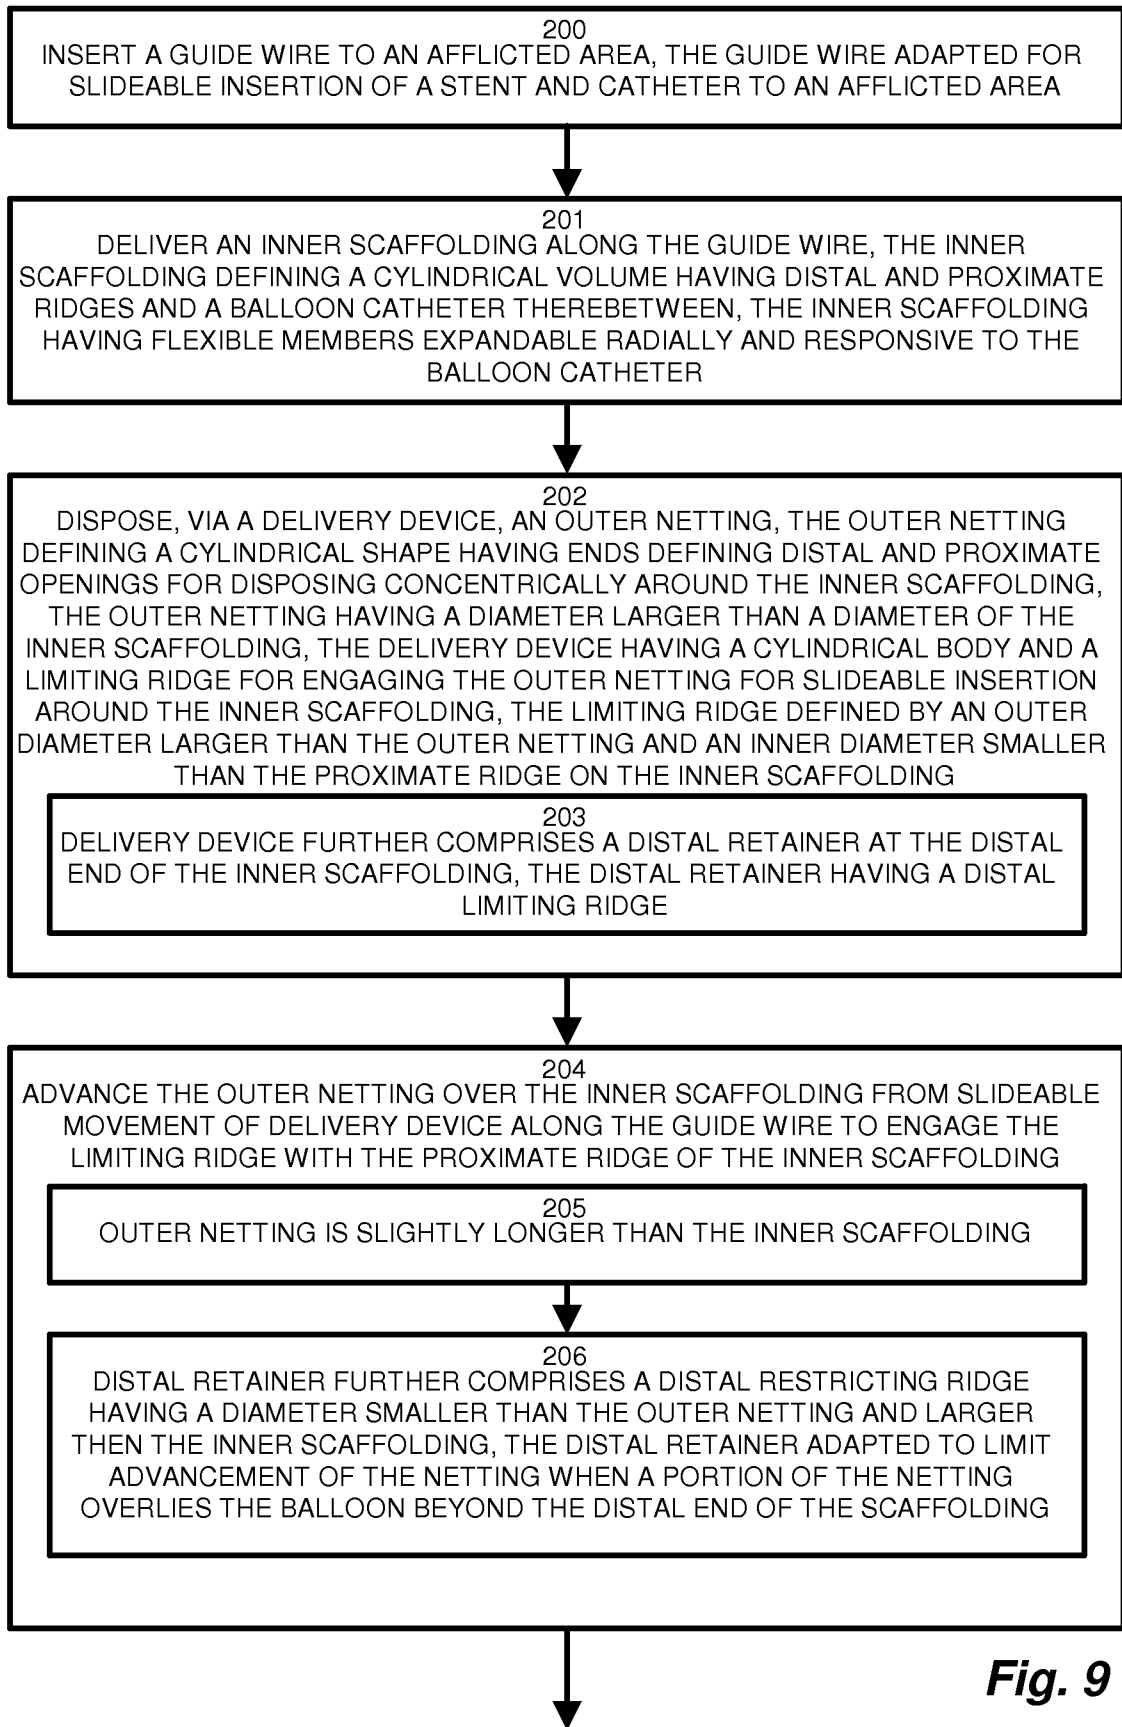 200
INSERT A GUIDE WIRE TO AN AFFLICTED AREA, THE GUIDE WIRE ADAPTED FOR
SLIDEABLE INSERTION OF A STENT AND CATHETER TO AN AFFLICTED AREA
201
DELIVER AN INNER SCAFFOLDING ALONG THE GUIDE WIRE, THE INNER
SCAFFOLDING DEFINING A CYLINDRICAL VOLUME HAVING DISTAL AND PROXIMATE
RIDGES AND A BALLOON CATHETER THEREBETWEEN, THE INNER SCAFFOLDING
HAVING FLEXIBLE MEMBERS EXPANDABLE RADIALLY AND RESPONSIVE TO THE
BALLOON CATHETER
202
DISPOSE, VIA A DELIVERY DEVICE, AN OUTER NETTING, THE OUTER NETTING
DEFINING A CYLINDRICAL SHAPE HAVING ENDS DEFINING DISTAL AND PROXIMATE
OPENINGS FOR DISPOSING CONCENTRICALLY AROUND THE INNER SCAFFOLDING,
THE OUTER NETTING HAVING A DIAMETER LARGER THAN A DIAMETER OF THE
INNER SCAFFOLDING, THE DELIVERY DEVICE HAVING A CYLINDRICAL BODY AND A
LIMITING RIDGE FOR ENGAGING THE OUTER NETTING FOR SLIDEABLE INSERTION
AROUND THE INNER SCAFFOLDING, THE LIMITING RIDGE DEFINED BY AN OUTER
DIAMETER LARGER THAN THE OUTER NETTING AND AN INNER DIAMETER SMALLER
THAN THE PROXIMATE RIDGE ON THE INNER SCAFFOLDING
203
DELIVERY DEVICE FURTHER COMPRISES A DISTAL RETAINER AT THE DISTAL
END OF THE INNER SCAFFOLDING, THE DISTAL RETAINER HAVING A DISTAL
LIMITING RIDGE
204
ADVANCE THE OUTER NETTING OVER THE INNER SCAFFOLDING FROM SLIDEABLE
MOVEMENT OF DELIVERY DEVICE ALONG THE GUIDE WIRE TO ENGAGE THE
LIMITING RIDGE WITH THE PROXIMATE RIDGE OF THE INNER SCAFFOLDING
205
OUTER NETTING IS SLIGHTLY LONGER THAN THE INNER SCAFFOLDING
206
DISTAL RETAINER FURTHER COMPRISES A DISTAL RESTRICTING RIDGE
HAVING A DIAMETER SMALLER THAN THE OUTER NETTING AND LARGER
THEN THE INNER SCAFFOLDING, THE DISTAL RETAINER ADAPTED TO LIMIT
ADVANCEMENT OF THE NETTING WHEN A PORTION OF THE NETTING
OVERLIES THE BALLOON BEYOND THE DISTAL END OF THE SCAFFOLDING
Fig. 9